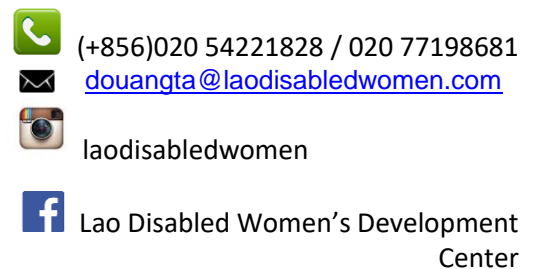 (+856)020 54221828 / 020 77198681
douangta@laodisabledwomen.com
laodisabledwomen
Lao Disabled Women’s Development
Center